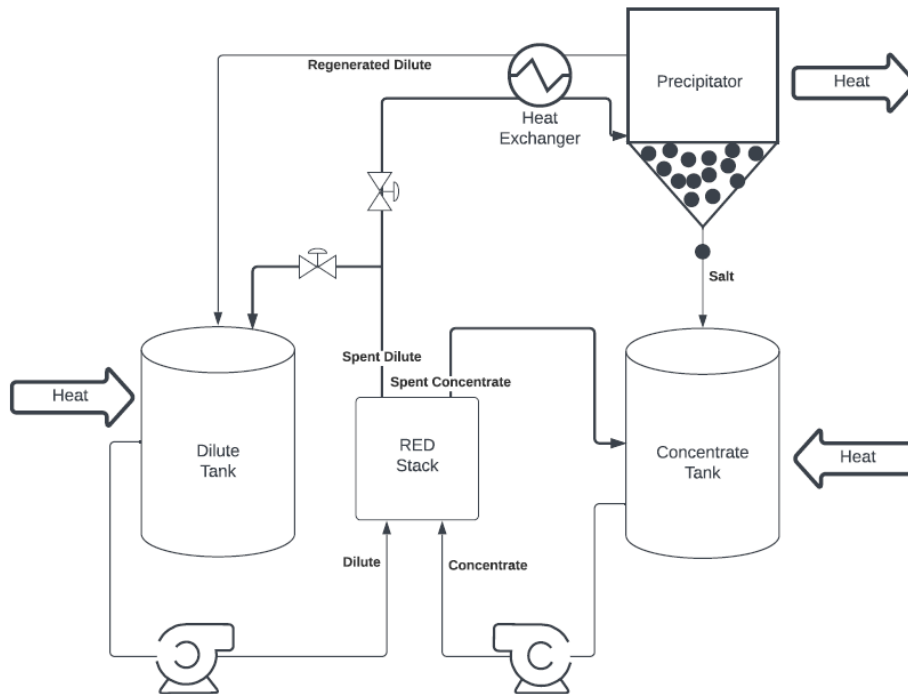 Regenerated Dilute
Precipitator
Heat
Heat
Exchanger
Salt
Spent Dilute
Spent Concentrate
Heat
Dilute
Tank
RED
Stack
Concentrate
Tank
Heat
Dilute
Concentrate